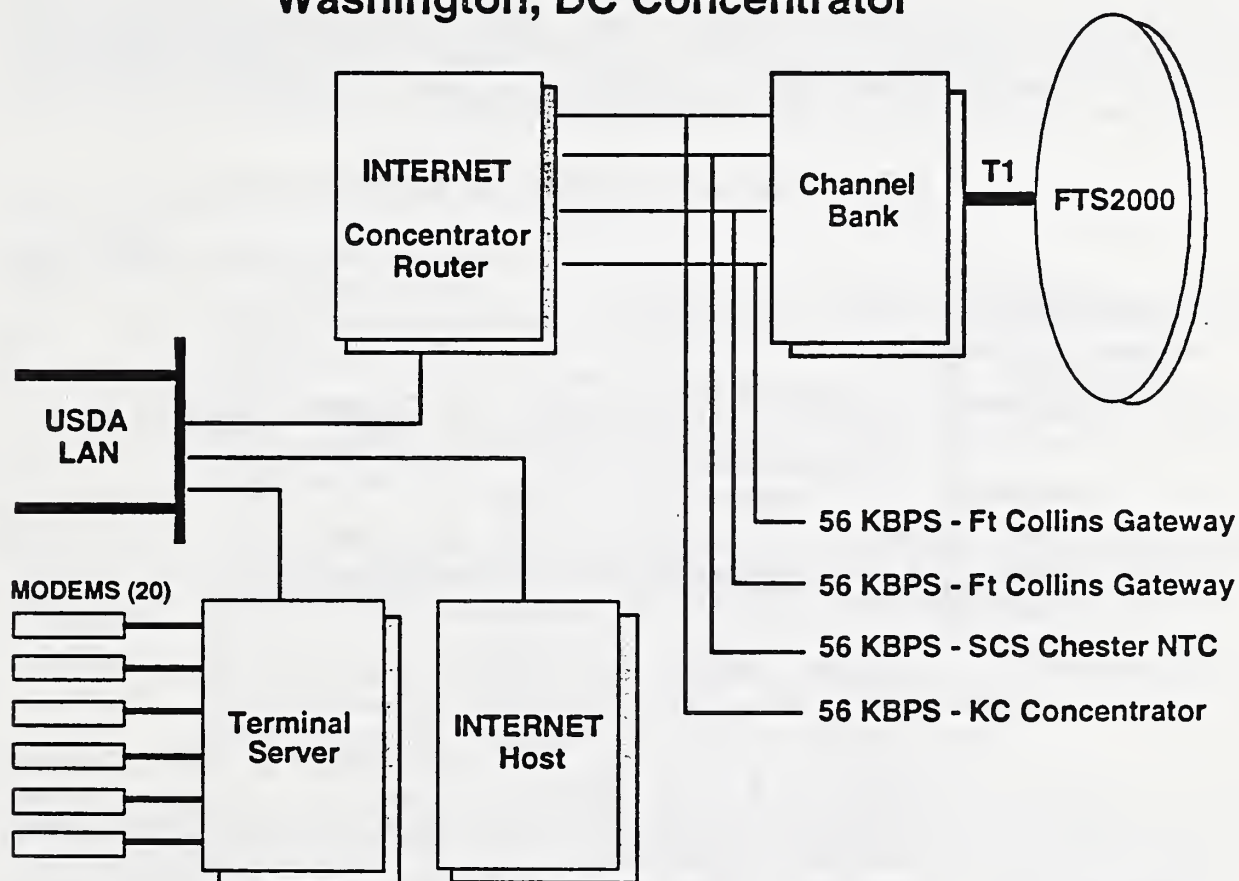 Washington, DC Concentrator
INTERNET
Concentrator
Router
Channel
Bank
T1
FTS2000
USDA
LAN
56 KBPS - Ft Collins Gateway
56 KBPS - Ft Collins Gateway
56 KBPS - SCS Chester NTC
56 KBPS - KC Concentrator
MODEMS (20)
Terminal
Server
INTERNET
Host